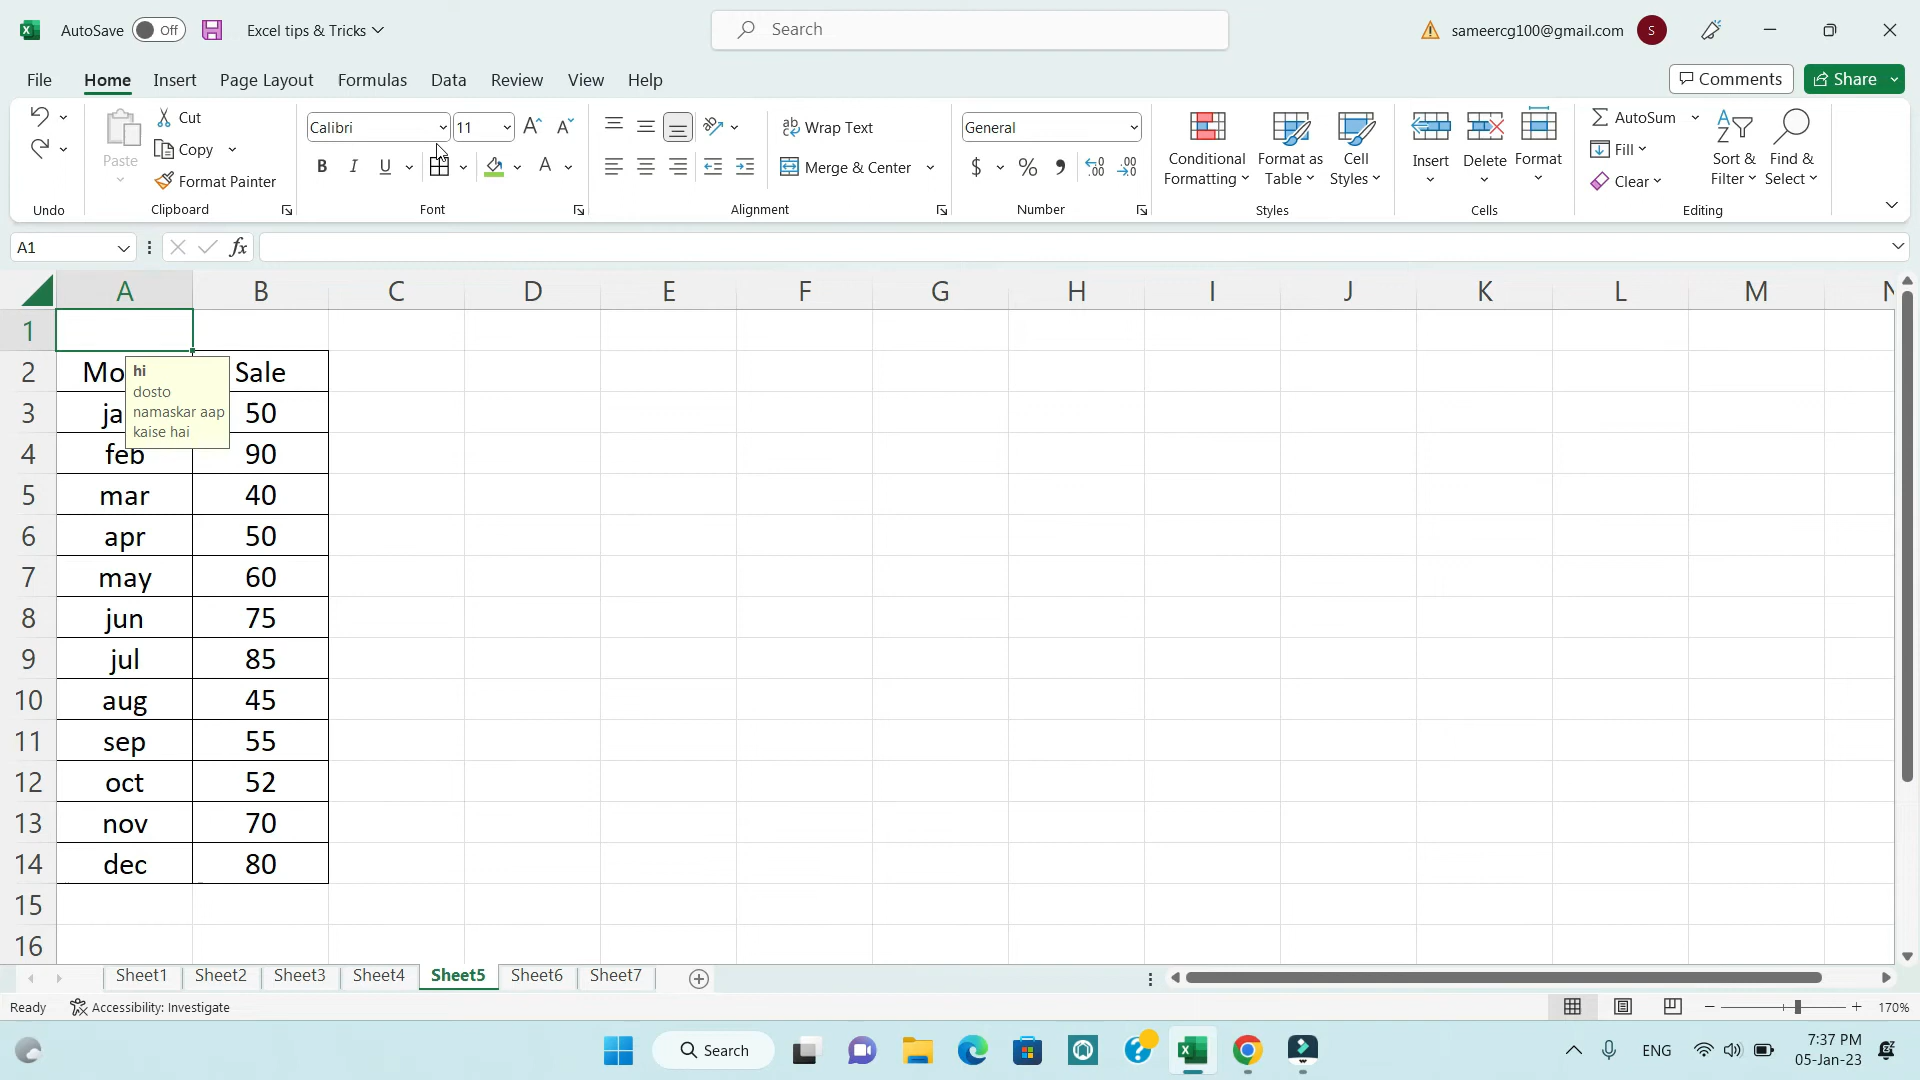 AutoSave Off Excel tips & Tricks Search sameercg100@gmail.com S
File Home Insert Page Layout Formulas Data Review View Help Comments Share
Paste Cut Copy Format Painter
Calibri 11
B I U A
Wrap Text
Merge & Center
General
$ %
Conditional Formatting Format as Table Cell Styles
Insert Delete Format
AutoSum
Fill
Clear
Sort & Filter Find & Select
Undo Clipboard Font Alignment Number Styles Cells Editing
A1 fx
A B C D E F G H I J K L M N
1
2 Mo Sale
3 ja 50
4 feb 90
5 mar 40
6 apr 50
7 may 60
8 jun 75
9 jul 85
10 aug 45
11 sep 55
12 oct 52
13 nov 70
14 dec 80
15
16
hi
dosto
namaskar aap
kaise hai
Sheet1 Sheet2 Sheet3 Sheet4 Sheet5 Sheet6 Sheet7
Ready Accessibility: Investigate 170%
Search ENG 7:37 PM
05-Jan-23